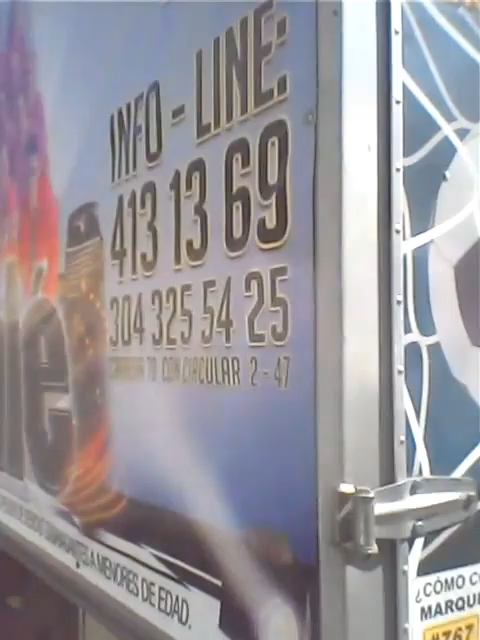 INFO - LINE:
413 13 69
304 325 54 25
CARRERA 70 CON CIRCULAR 2 - 47
A MENORES DE EDAD.
¿CÓMO C
MARQU
#767